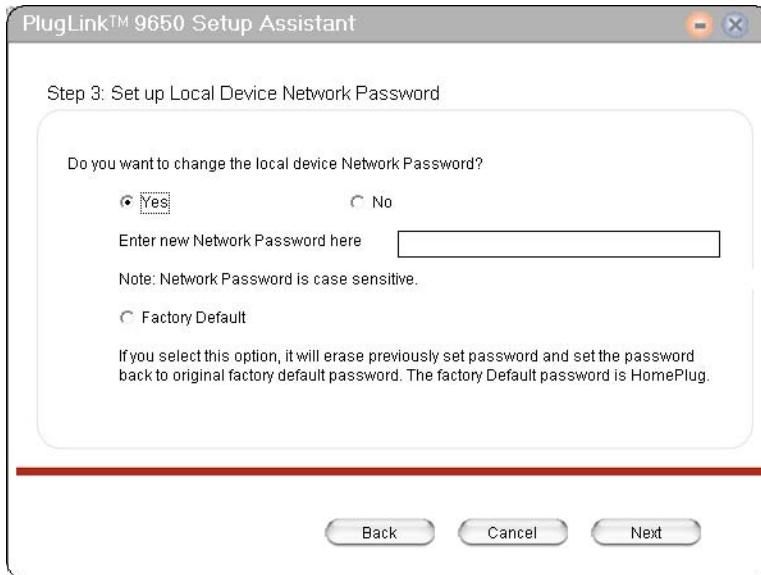 PlugLink™ 9650 Setup Assistant
Step 3: Set up Local Device Network Password
Do you want to change the local device Network Password?
Yes
No
Enter new Network Password here
Note: Network Password is case sensitive.
Factory Default
If you select this option, it will erase previously set password and set the password
back to original factory default password. The factory Default password is HomePlug.
Back
Cancel
Next